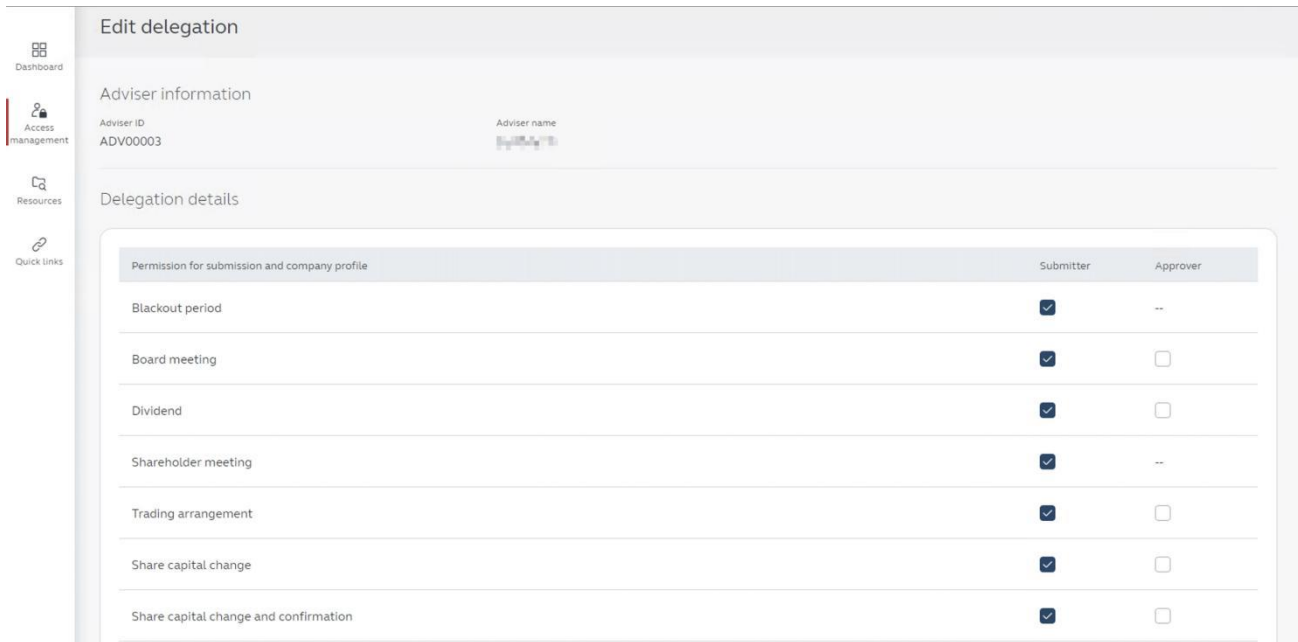 Edit delegation
Dashboard
Adviser information
Access
management
Adviser ID Adviser name
ADV00003
Resources
Delegation details
Quick links
Permission for submission and company profile Submitter Approver
Blackout period --
Board meeting
Dividend
Shareholder meeting --
Trading arrangement
Share capital change
Share capital change and confirmation